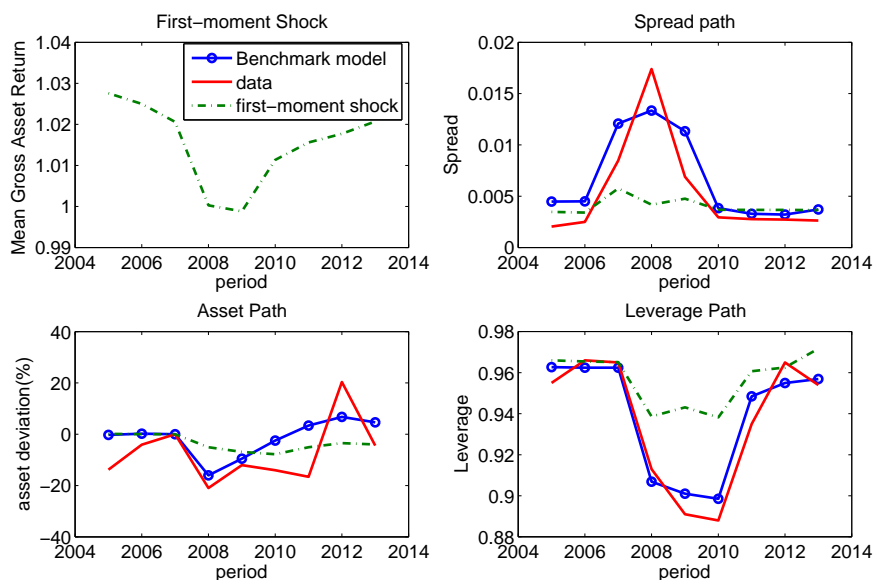 First−moment Shock
Mean Gross Asset Return
1.04
1.03
1.02
1.01
1
0.99
Benchmark model
data
first−moment shock
2004 2006 2008 2010 2012 2014
period
Spread path
Spread
0.02
0.015
0.01
0.005
0
2004 2006 2008 2010 2012 2014
period
Asset Path
asset deviation(%)
40
20
0
−20
−40
2004 2006 2008 2010 2012 2014
period
Leverage Path
Leverage
0.98
0.96
0.94
0.92
0.9
0.88
2004 2006 2008 2010 2012 2014
period